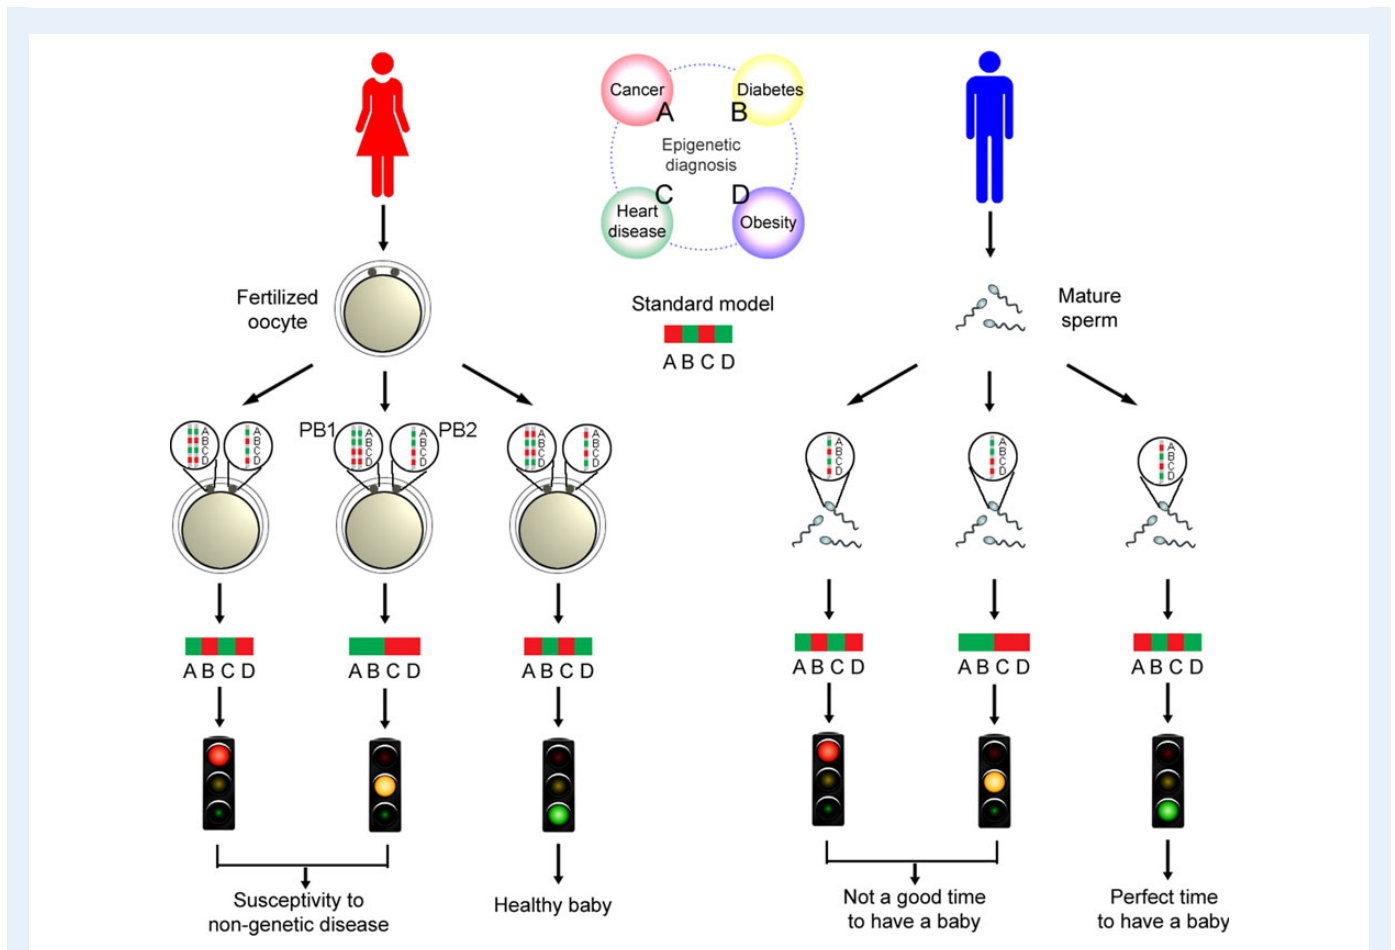 Cancer
A
Diabetes
B
Epigenetic
diagnosis
C
Heart
disease
D
Obesity
Fertilized
oocyte
Standard model
A B C D
Mature
sperm
A
B
C
D
A
B
C
D
PB1
A
B
C
D
A
B
C
D
PB2
A
B
C
D
A
B
C
D
A
B
C
D
A
B
C
D
A
B
C
D
A B C D
A B C D
A B C D
A B C D
A B C D
A B C D
Susceptivity to
non-genetic disease
Healthy baby
Not a good time
to have a baby
Perfect time
to have a baby